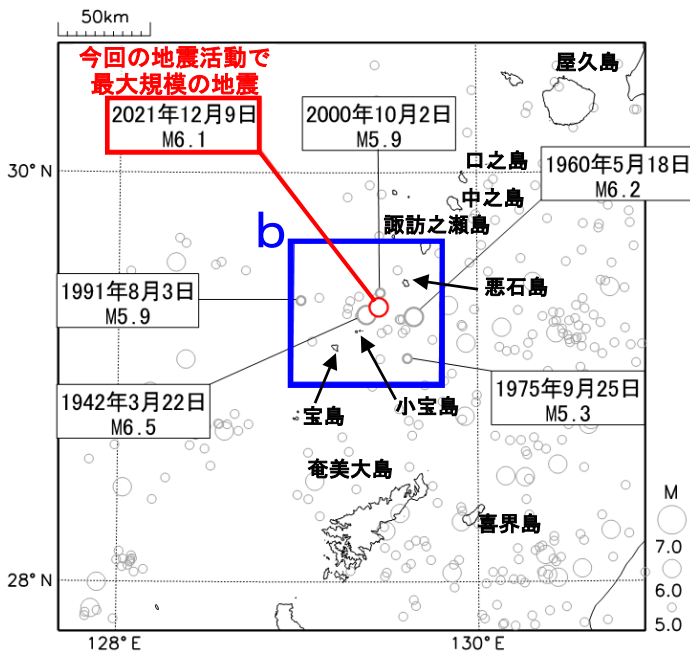 50km
今回の地震活動で
最大規模の地震
屋久島
2021年12月9日
M6.1
2000年10月2日
M5.9
30°N
口之島
1960年5月18日
M6.2
中之島
諏訪之瀬島
b
悪石島
1991年8月3日
M5.9
1942年3月22日
M6.5
宝島
小宝島
1975年9月25日
M5.3
奄美大島
喜界島
M
7.0
6.0
5.0
28°N
128°E
130°E